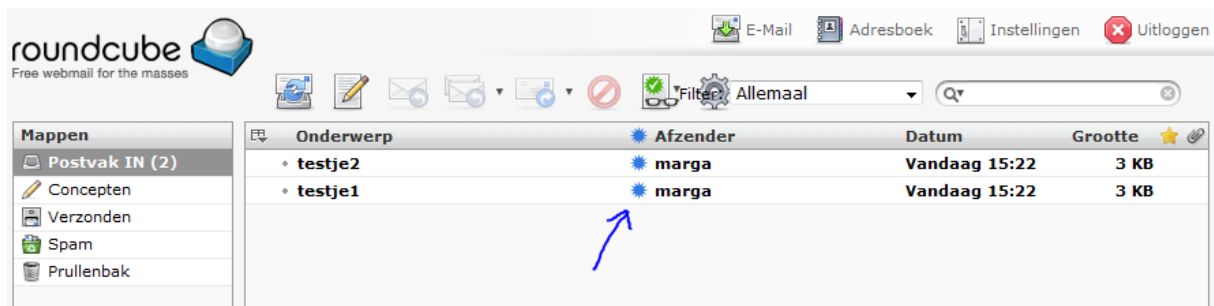 roundcube
Free webmail for the masses
E-Mail Adresboek Instellingen Uitloggen
Filter: Allemaal
Mappen
Postvak IN (2)
Concepten
Verzonden
Spam
Prullenbak
Onderwerp Afzender Datum Grootte
testje2 marga Vandaag 15:22 3 KB
testje1 marga Vandaag 15:22 3 KB